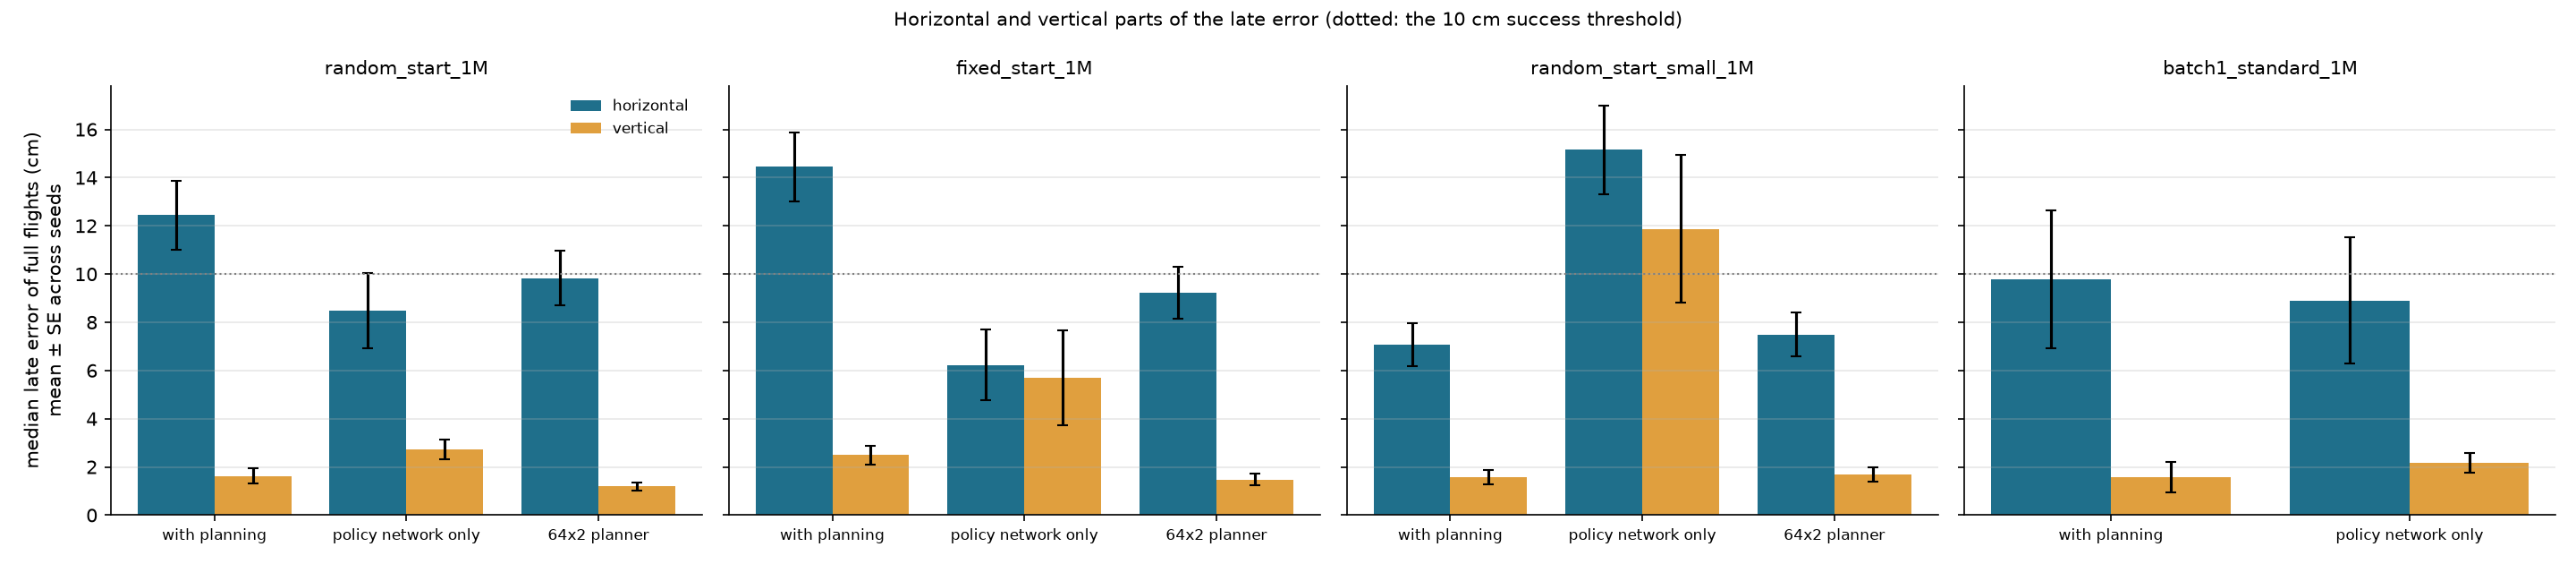 Horizontal and vertical parts of the late error (dotted: the 10 cm success threshold)
random_start_1M
fixed_start_1M
random_start_small_1M
batch1_standard_1M
median late error of full flights (cm)
mean ± SE across seeds
horizontal
vertical
16
14
12
10
8
6
4
2
0
with planning
policy network only
64x2 planner
with planning
policy network only
64x2 planner
with planning
policy network only
64x2 planner
with planning
policy network only